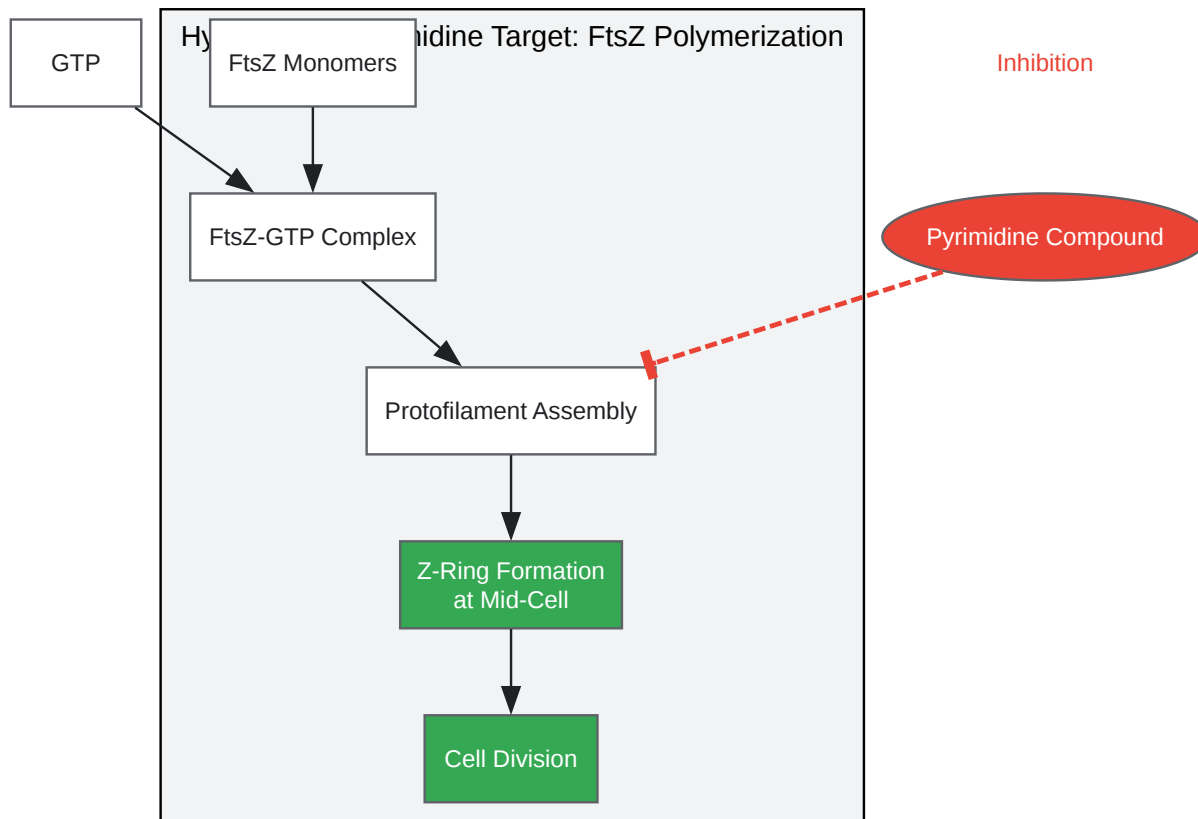 Hy midine Target: FtsZ Polymerization
GTP
FtsZ Monomers
Inhibition
FtsZ-GTP Complex
Pyrimidine Compound
Protofilament Assembly
Z-Ring Formation
at Mid-Cell
Cell Division